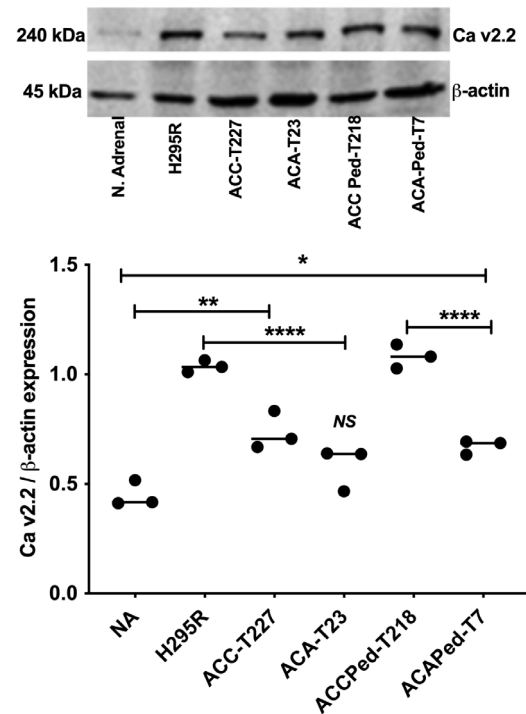 240 kDa Ca v2.2
45 kDa β-actin
N. Adrenal
H295R
ACC-T227
ACA-T23
ACC Ped-T218
ACA-Ped-T7
Ca v2.2 / β-actin expression
1.5
1.0
0.5
0.0
*
**
****
****
NS
NA
H295R
ACC-T227
ACA-T23
ACCPed-T218
ACAPed-T7